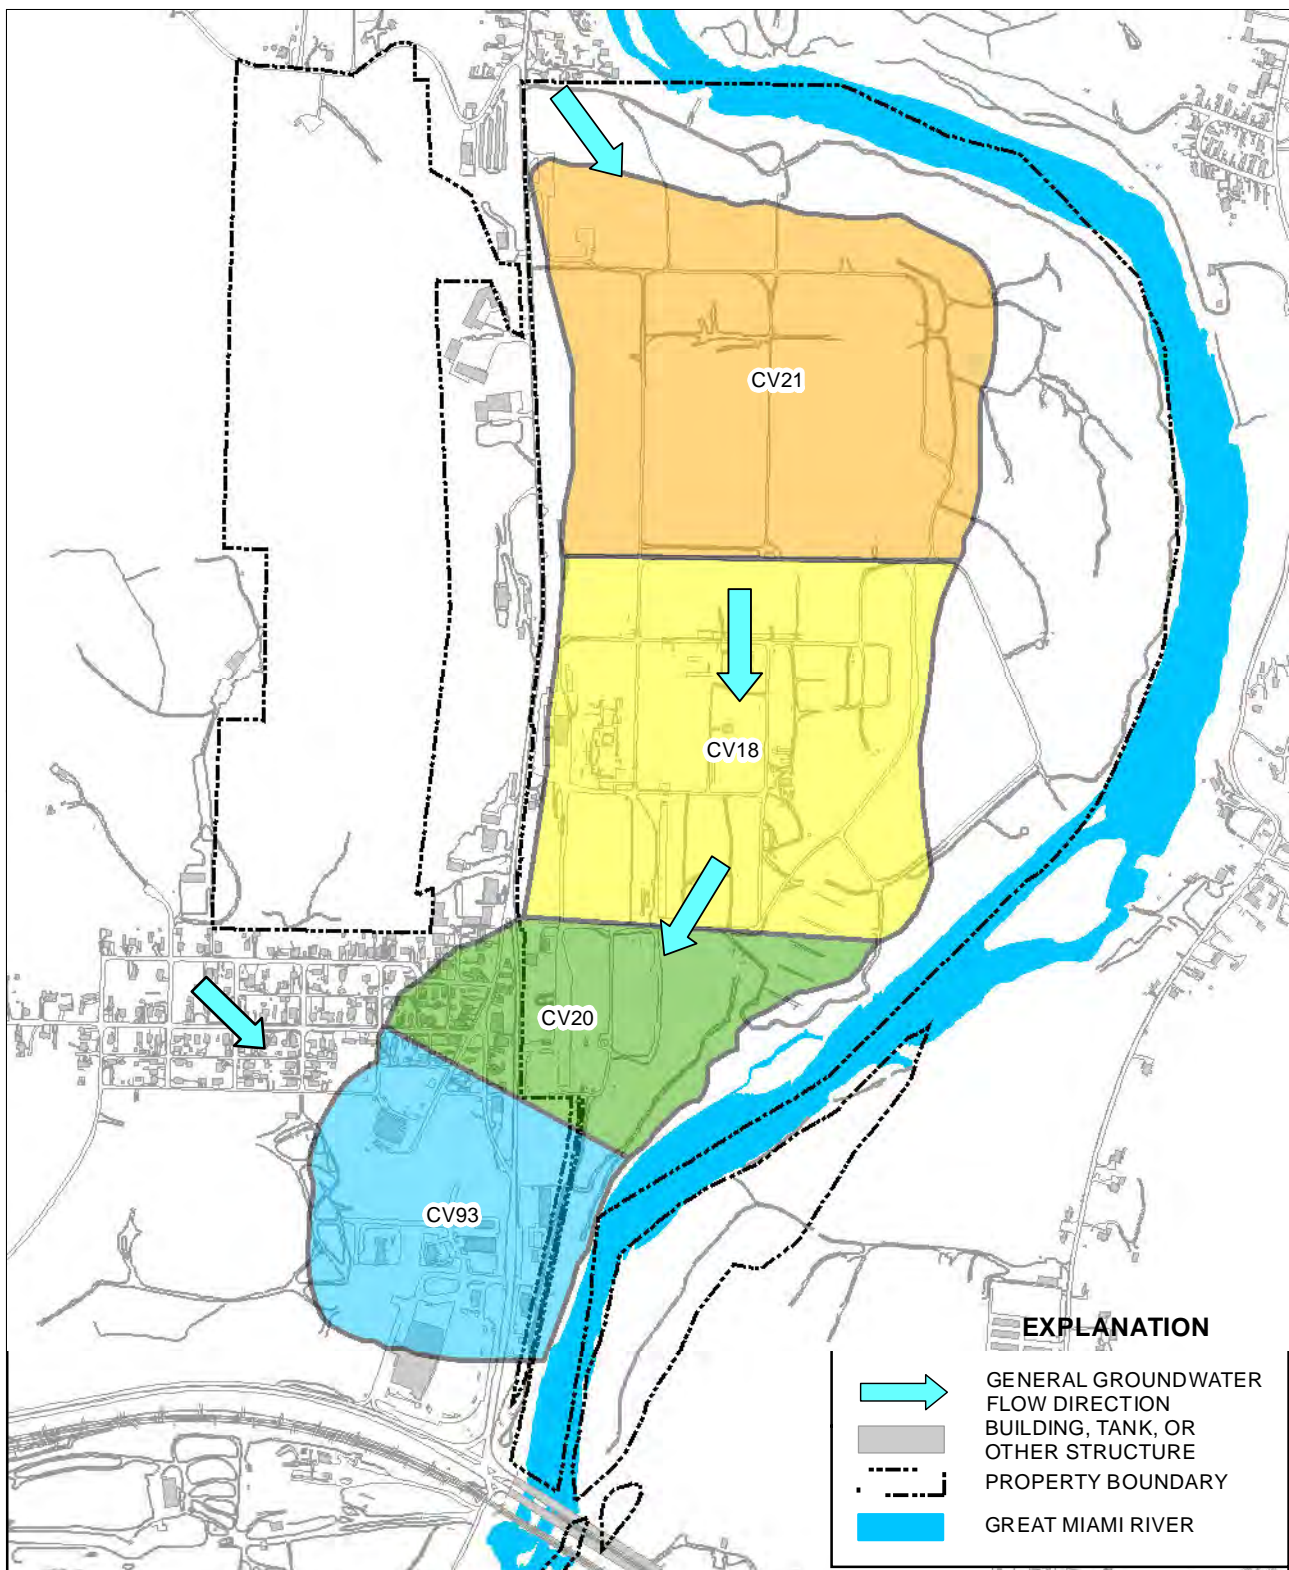 CV21
CV18
CV20
CV93
EXPLANATION
GENERAL GROUNDWATER
FLOW DIRECTION
BUILDING, TANK, OR
OTHER STRUCTURE
PROPERTY BOUNDARY
GREAT MIAMI RIVER